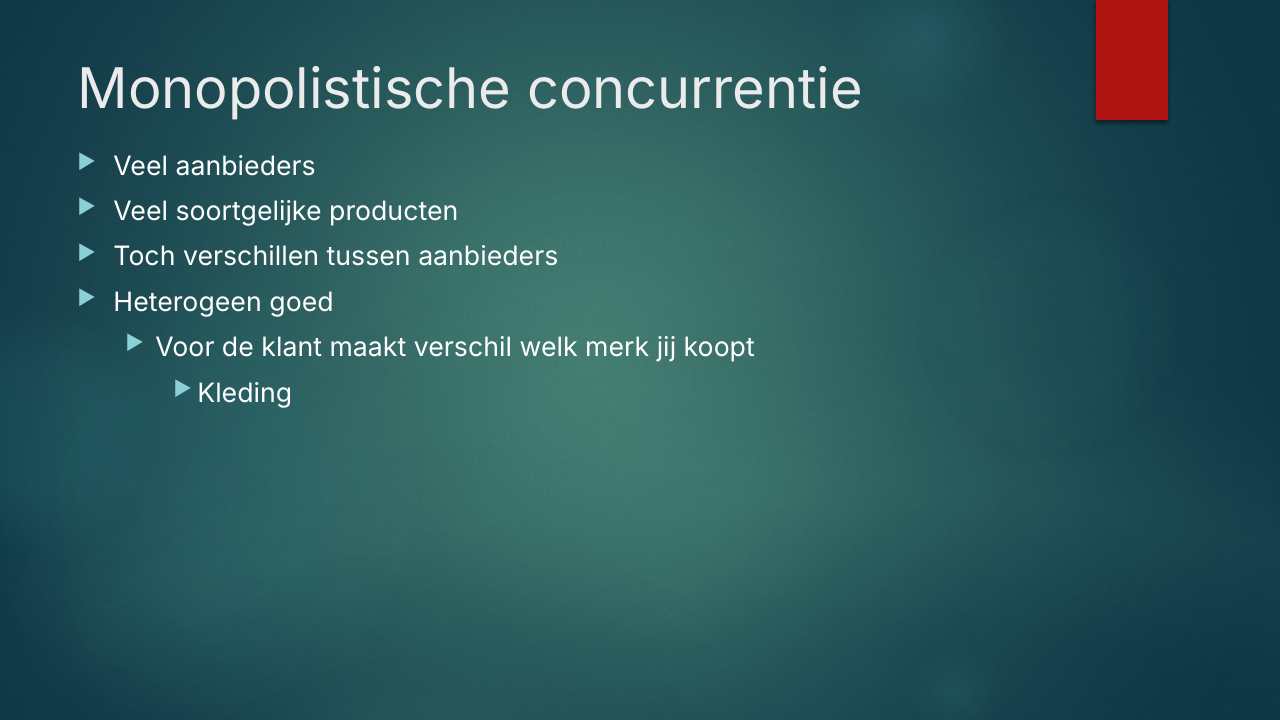 Monopolistische concurrentie
Veel aanbieders
Veel soortgelijke producten
Toch verschillen tussen aanbieders
Heterogeen goed
Voor de klant maakt verschil welk merk jij koopt
Kleding